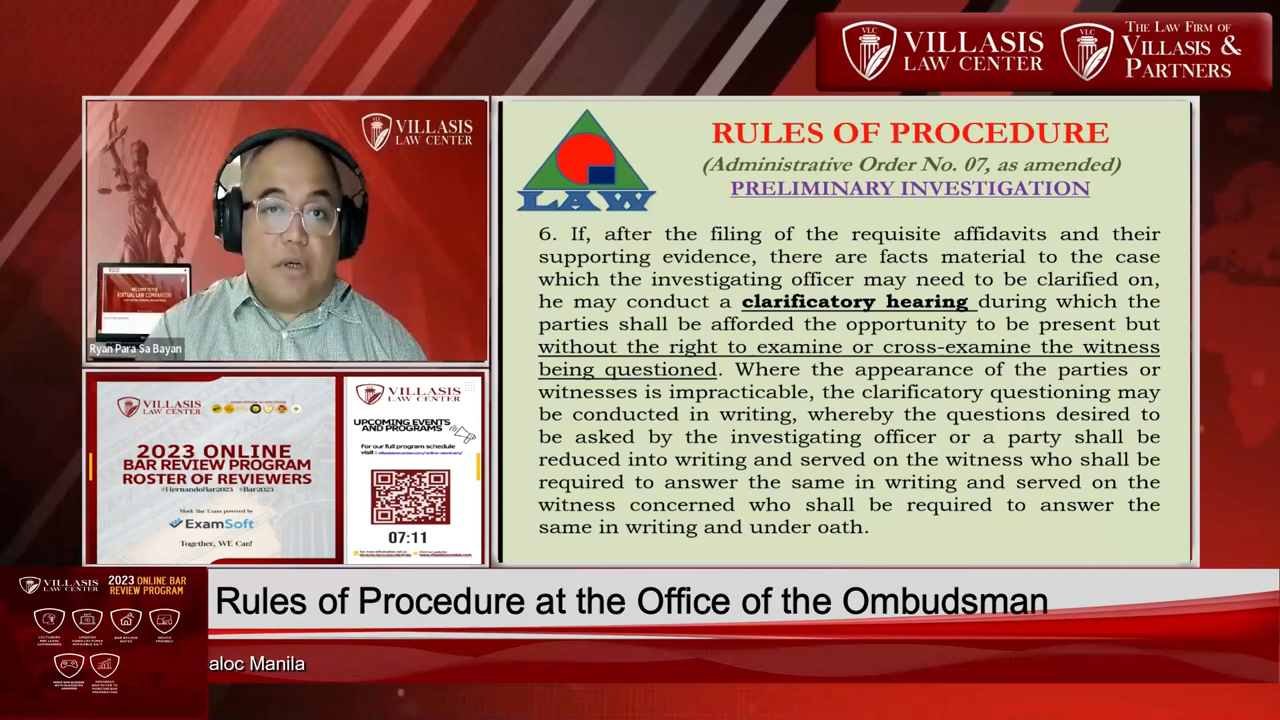 VLC
VILLASIS
LAW CENTER
VLC
THE LAW FIRM OF
VILLASIS &
PARTNERS
VILLASIS
LAW CENTER
Ryan Para Sa Bayan
LAW
RULES OF PROCEDURE
(Administrative Order No. 07, as amended)
PRELIMINARY INVESTIGATION
6. If, after the filing of the requisite affidavits and their
supporting evidence, there are facts material to the case
which the investigating officer may need to be clarified on,
he may conduct a clarificatory hearing during which the
parties shall be afforded the opportunity to be present but
without the right to examine or cross-examine the witness
being questioned. Where the appearance of the parties or
witnesses is impracticable, the clarificatory questioning may
be conducted in writing, whereby the questions desired to
be asked by the investigating officer or a party shall be
reduced into writing and served on the witness who shall be
required to answer the same in writing and served on the
witness concerned who shall be required to answer the
same in writing and under oath.
VILLASIS
LAW CENTER
2023 ONLINE
BAR REVIEW PROGRAM
ROSTER OF REVIEWERS
#HernandoBar2023 #Bar2023
Mock Bar Exams powered by
ExamSoft
Together, WE Can!
VILLASIS
LAW CENTER
UPCOMING EVENTS
AND PROGRAMS
For our full program schedule
visit :
07:11
VILLASIS
LAW CENTER
2023 ONLINE BAR
REVIEW PROGRAM
Rules of Procedure at the Office of the Ombudsman
aloc Manila